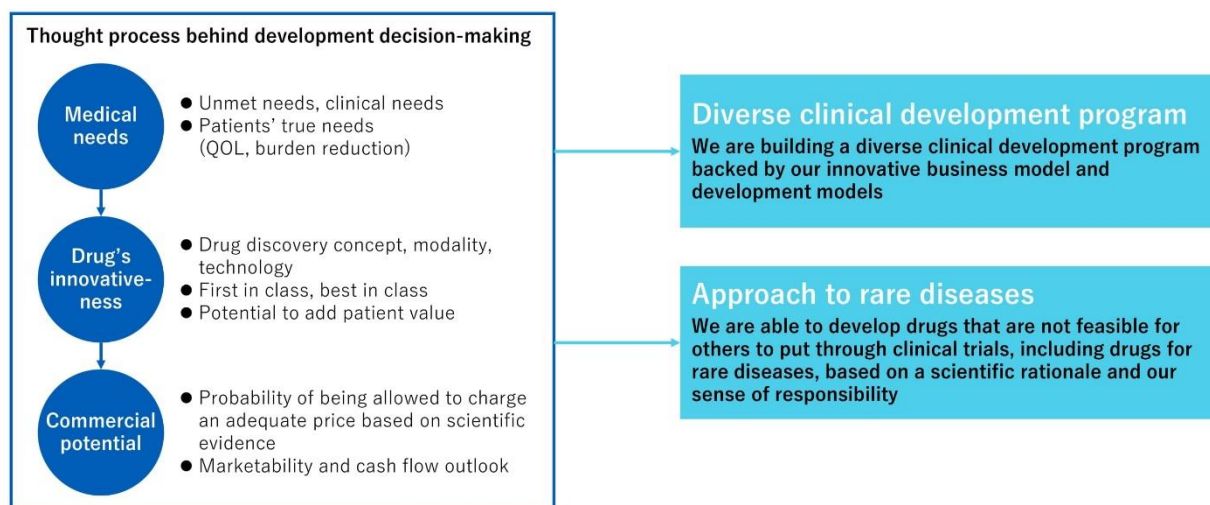 Thought process behind development decision-making
Medical
needs
● Unmet needs, clinical needs
● Patients’ true needs
(QOL, burden reduction)
Drug’s
innovative-
ness
● Drug discovery concept, modality,
technology
● First in class, best in class
● Potential to add patient value
Commercial
potential
● Probability of being allowed to charge
an adequate price based on scientific
evidence
● Marketability and cash flow outlook
Diverse clinical development program
We are building a diverse clinical development program
backed by our innovative business model and
development models
Approach to rare diseases
We are able to develop drugs that are not feasible for
others to put through clinical trials, including drugs for
rare diseases, based on a scientific rationale and our
sense of responsibility